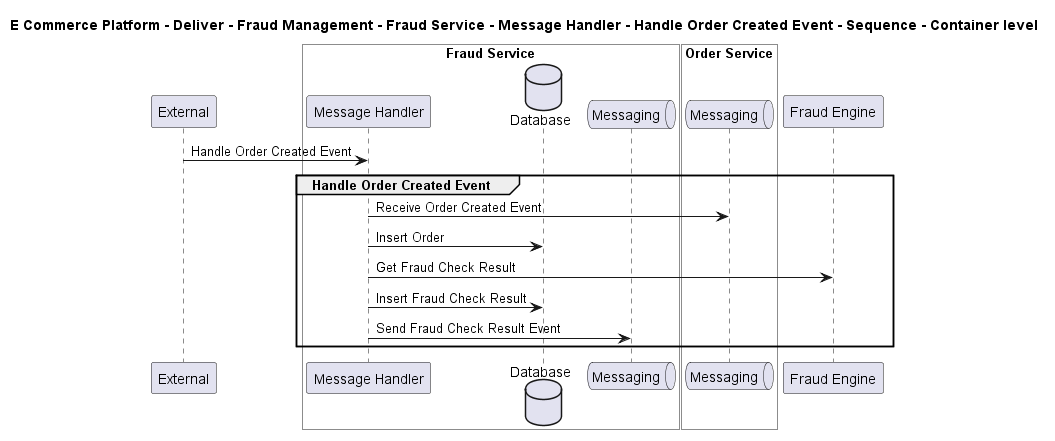 E Commerce Platform - Deliver - Fraud Management - Fraud Service - Message Handler - Handle Order Created Event - Sequence - Container level
Fraud Service
Order Service
External
Message Handler
Database
Messaging
Messaging
Fraud Engine
Handle Order Created Event
Handle Order Created Event
Receive Order Created Event
Insert Order
Get Fraud Check Result
Insert Fraud Check Result
Send Fraud Check Result Event
External
Message Handler
Database
Messaging
Messaging
Fraud Engine